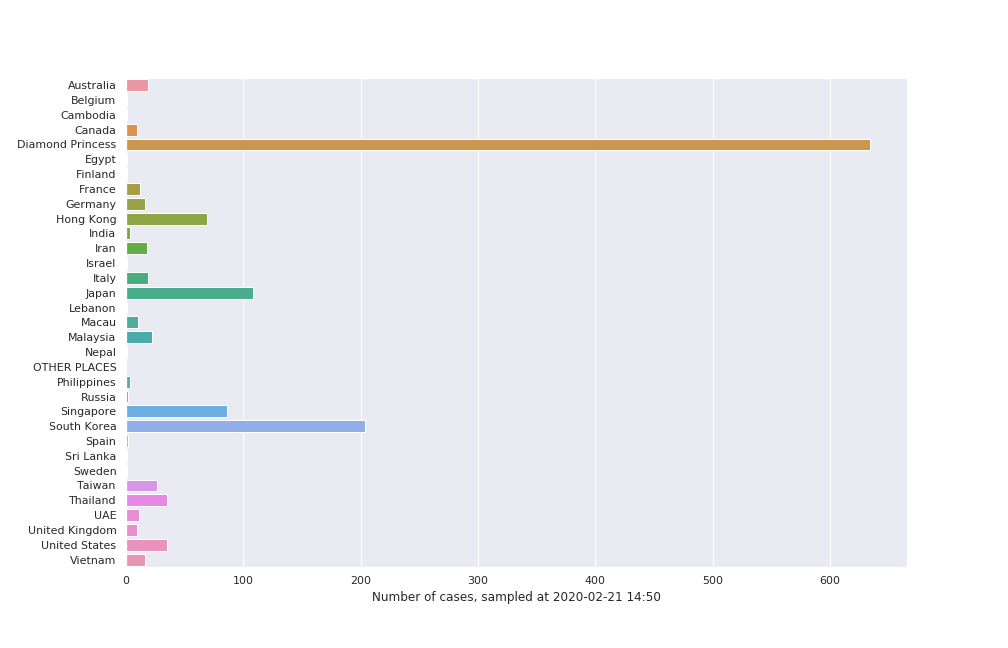 Australia
Belgium
Cambodia
Canada
Diamond Princess
Egypt
Finland
France
Germany
Hong Kong
India
Iran
Israel
Italy
Japan
Lebanon
Macau
Malaysia
Nepal
OTHER PLACES
Philippines
Russia
Singapore
South Korea
Spain
Sri Lanka
Sweden
Taiwan
Thailand
UAE
United Kingdom
United States
Vietnam
0 100 200 300 400 500 600
Number of cases, sampled at 2020-02-21 14:50